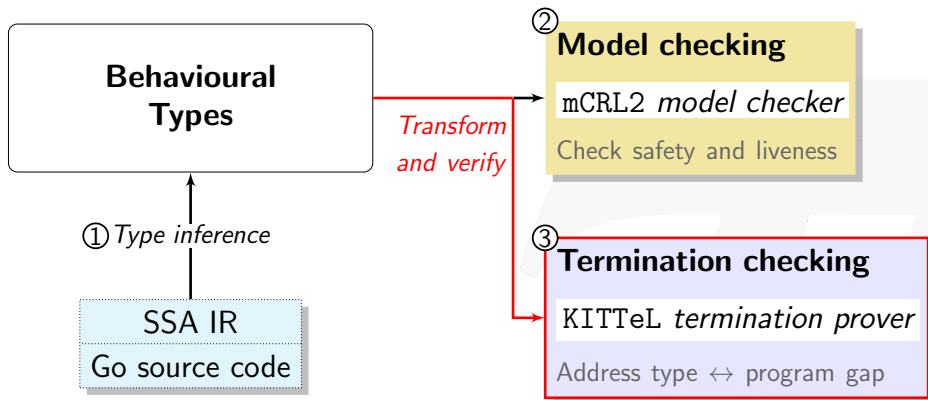 Behavioural
Types
② Model checking
mCRL2 model checker
Check safety and liveness
Transform
and verify
① Type inference
③ Termination checking
KITTeL termination prover
Address type ↔ program gap
SSA IR
Go source code